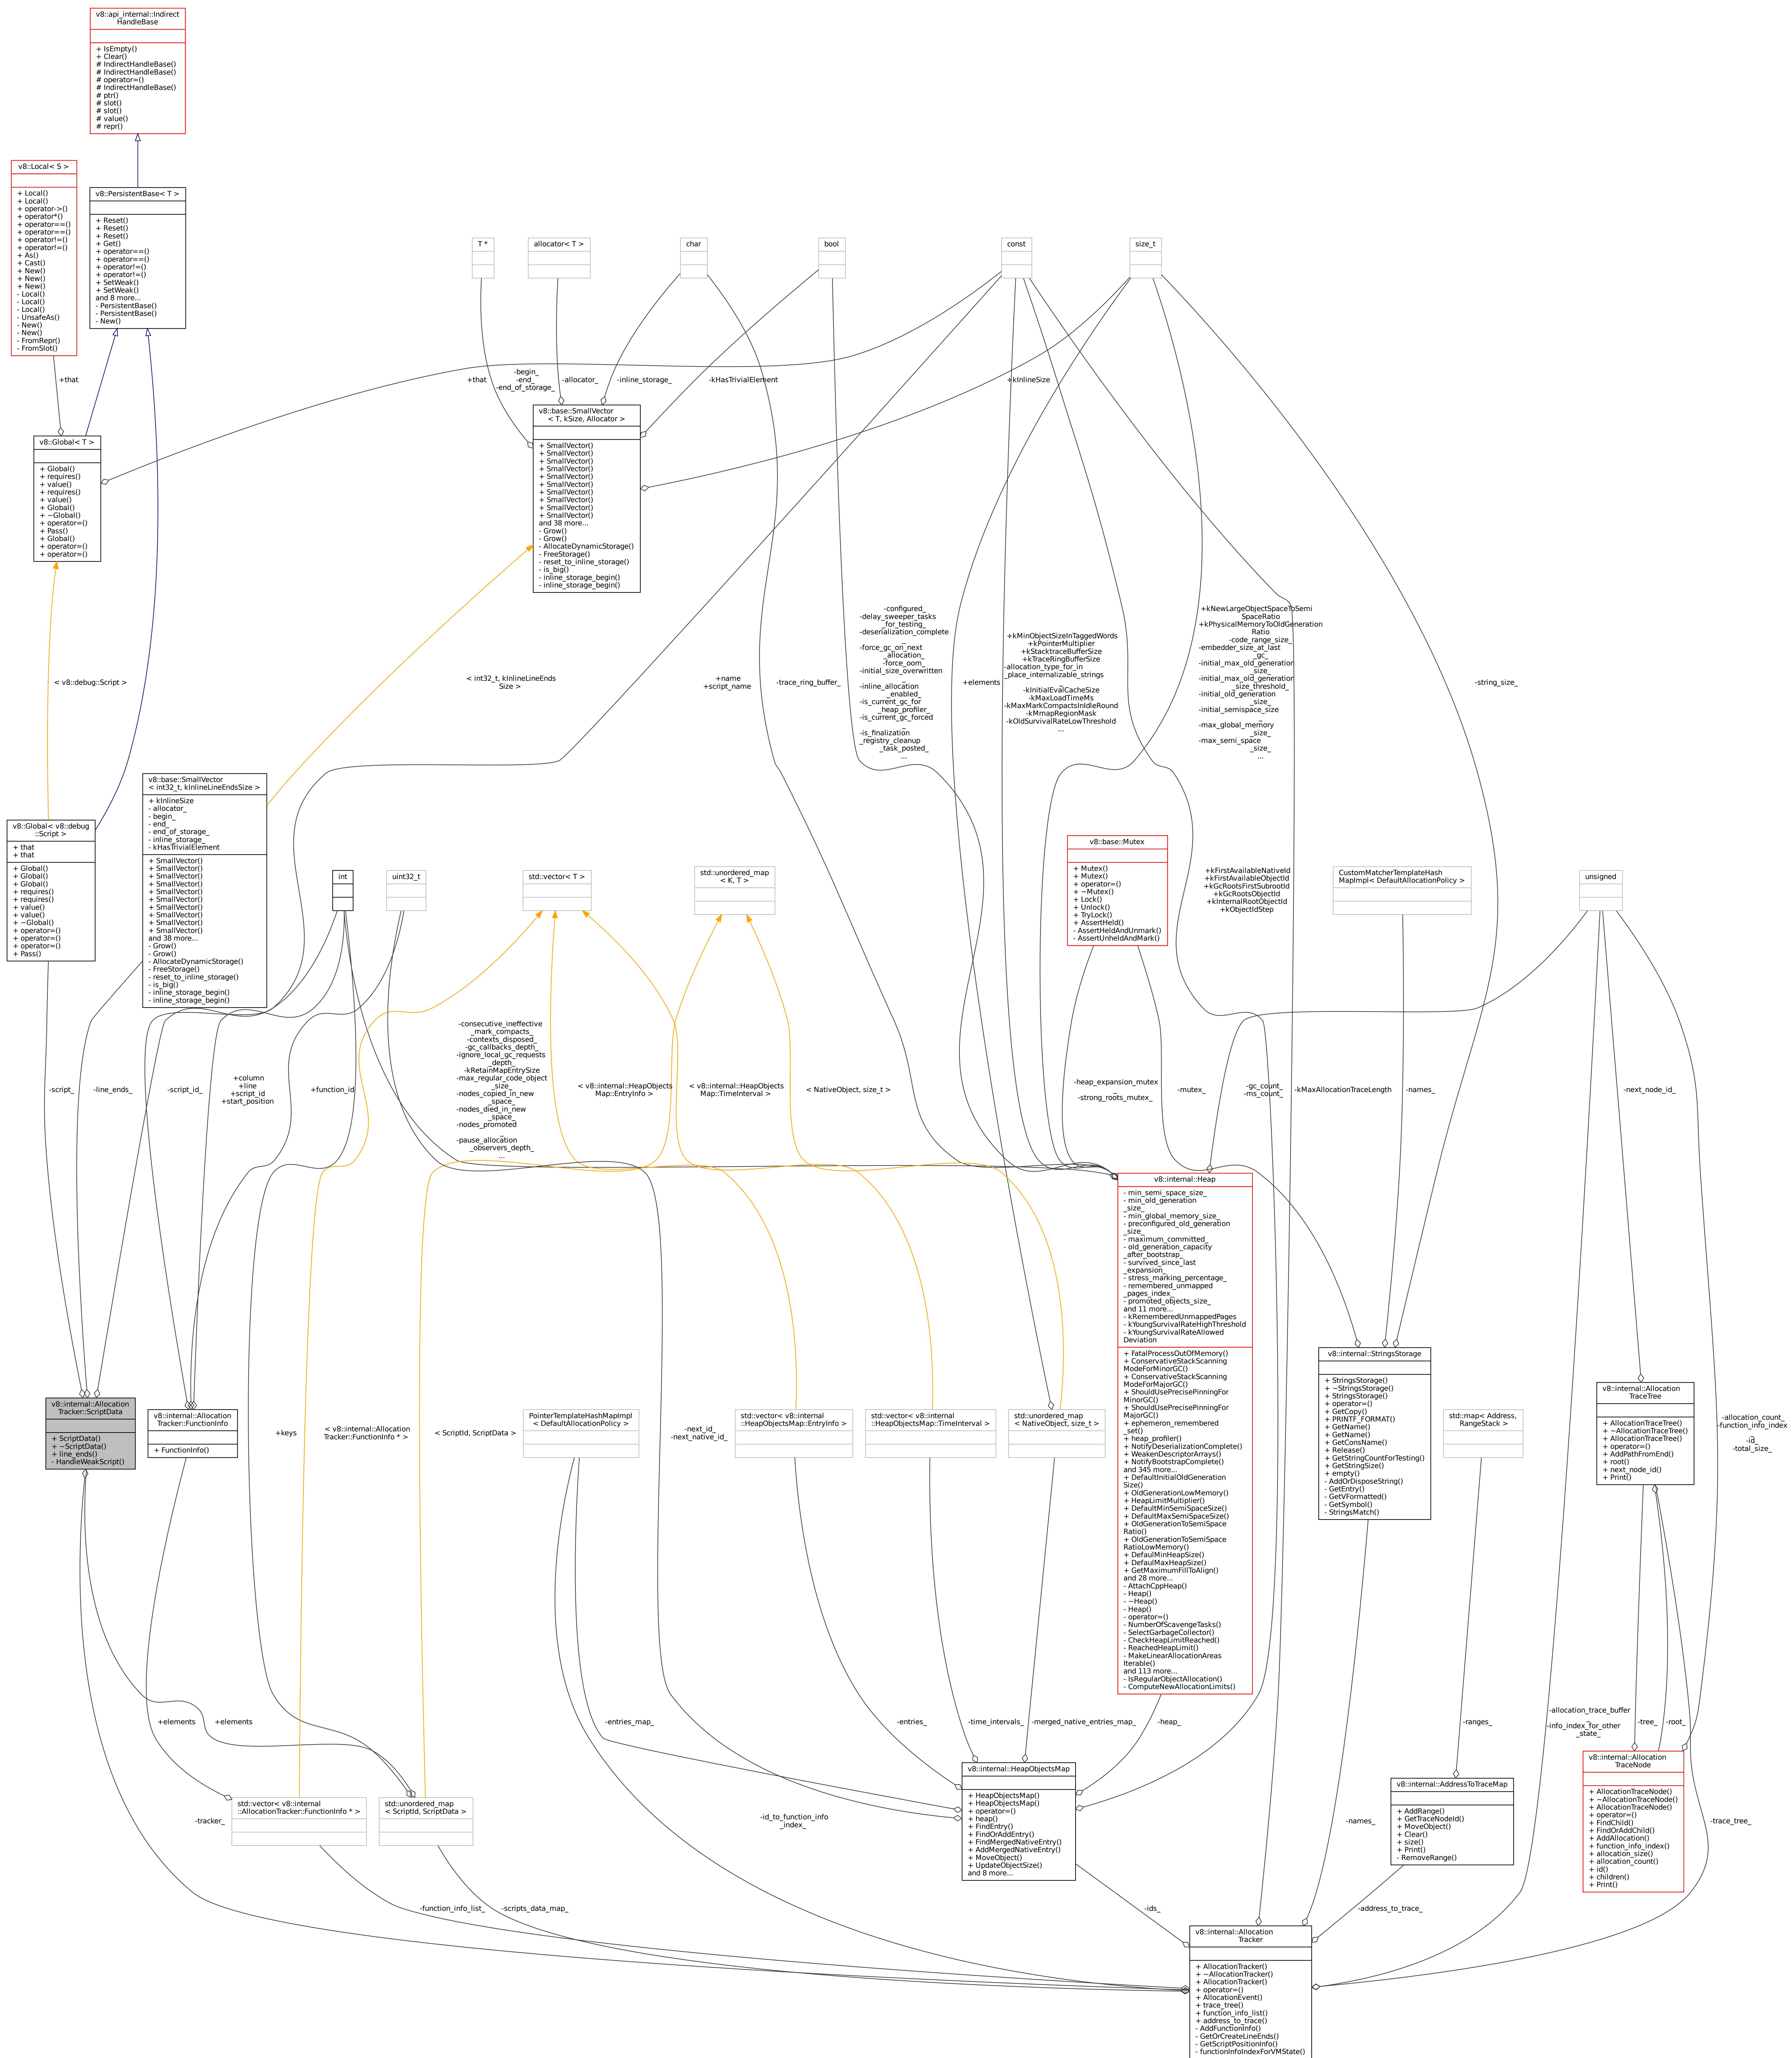 v8::api_internal::Indirect
HandleBase
+ IsEmpty()
+ Clear()
# IndirectHandleBase()
# IndirectHandleBase()
# operator=()
# IndirectHandleBase()
# ptr()
# slot()
# slot()
# value()
# repr()
v8::Local< S >
+ Local()
+ Local()
+ operator->()
+ operator*()
+ operator==()
+ operator==()
+ operator!=()
+ operator!=()
+ As()
+ Cast()
+ New()
+ New()
+ New()
- Local()
- Local()
- Local()
- UnsafeAs()
- New()
- New()
- FromRepr()
- FromSlot()
v8::PersistentBase< T >
+ Reset()
+ Reset()
+ Reset()
+ Get()
+ operator==()
+ operator==()
+ operator!=()
+ operator!=()
+ SetWeak()
+ SetWeak()
and 8 more...
- PersistentBase()
- PersistentBase()
- New()
T *
allocator< T >
char
bool
const
size_t
+that
+that
-begin_
-end_
-end_of_storage_
-allocator_
-inline_storage_
-kHasTrivialElement
+kInlineSize
v8::Global< T >
+ Global()
+ requires()
+ value()
+ requires()
+ value()
+ Global()
+ ~Global()
+ operator=()
+ Pass()
+ Global()
+ operator=()
+ operator=()
v8::base::SmallVector
< T, kSize, Allocator >
+ SmallVector()
+ SmallVector()
+ SmallVector()
+ SmallVector()
+ SmallVector()
+ SmallVector()
+ SmallVector()
+ SmallVector()
+ SmallVector()
+ SmallVector()
and 38 more...
- Grow()
- Grow()
- AllocateDynamicStorage()
- FreeStorage()
- reset_to_inline_storage()
- is_big()
- inline_storage_begin()
- inline_storage_begin()
< v8::debug::Script >
< int32_t, kInlineLineEnds
Size >
+name
+script_name
-trace_ring_buffer_
-configured_
-delay_sweeper_tasks
_for_testing_
-deserialization_complete
_
-force_gc_on_next
_allocation_
-force_oom_
-initial_size_overwritten
_
-inline_allocation
_enabled_
-is_current_gc_for
_heap_profiler_
-is_current_gc_forced
_
-is_finalization
_registry_cleanup
_task_posted_
...
+elements
+kMinObjectSizeInTaggedWords
+kPointerMultiplier
+kStacktraceBufferSize
+kTraceRingBufferSize
-allocation_type_for_in
_place_internalizable_strings
_
-kInitialEvalCacheSize
-kMaxLoadTimeMs
-kMaxMarkCompactsInIdleRound
-kMmapRegionMask
-kOldSurvivalRateLowThreshold
...
+kNewLargeObjectSpaceToSemi
SpaceRatio
+kPhysicalMemoryToOldGeneration
Ratio
-code_range_size_
-embedder_size_at_last
_gc_
-initial_max_old_generation
_size_
-initial_max_old_generation
_size_threshold_
-initial_old_generation
_size_
-initial_semispace_size
_
-max_global_memory
_size_
-max_semi_space
_size_
...
-string_size_
v8::Global< v8::debug
::Script >
+ that
+ that
+ Global()
+ Global()
+ Global()
+ requires()
+ requires()
+ value()
+ value()
+ ~Global()
+ operator=()
+ operator=()
+ operator=()
+ Pass()
v8::base::SmallVector
< int32_t, kInlineLineEndsSize >
+ kInlineSize
- allocator_
- begin_
- end_
- end_of_storage_
- inline_storage_
- kHasTrivialElement
+ SmallVector()
+ SmallVector()
+ SmallVector()
+ SmallVector()
+ SmallVector()
+ SmallVector()
+ SmallVector()
+ SmallVector()
+ SmallVector()
+ SmallVector()
and 38 more...
- Grow()
- Grow()
- AllocateDynamicStorage()
- FreeStorage()
- reset_to_inline_storage()
- is_big()
- inline_storage_begin()
- inline_storage_begin()
int
uint32_t
std::vector< T >
std::unordered_map
< K, T >
v8::base::Mutex
+ Mutex()
+ Mutex()
+ operator=()
+ ~Mutex()
+ Lock()
+ Unlock()
+ TryLock()
+ AssertHeld()
- AssertHeldAndUnmark()
- AssertUnheldAndMark()
+kFirstAvailableNativeId
+kFirstAvailableObjectId
+kGcRootsFirstSubrootId
+kGcRootsObjectId
+kInternalRootObjectId
+kObjectIdStep
CustomMatcherTemplateHash
MapImpl< DefaultAllocationPolicy >
unsigned
-script_
-line_ends_
-script_id_
+column
+line
+script_id
+start_position
+function_id
-consecutive_ineffective
_mark_compacts_
-contexts_disposed_
-gc_callbacks_depth_
-ignore_local_gc_requests
_depth_
-kRetainMapEntrySize
-max_regular_code_object
_size_
-nodes_copied_in_new
_space_
-nodes_died_in_new
_space_
-nodes_promoted
_
-pause_allocation
_observers_depth_
...
< v8::internal::HeapObjects
Map::EntryInfo >
< v8::internal::HeapObjects
Map::TimeInterval >
< NativeObject, size_t >
-heap_expansion_mutex
_
-strong_roots_mutex_
-mutex_
-gc_count_
-ms_count_
-kMaxAllocationTraceLength
-names_
-next_node_id_
v8::internal::Heap
- min_semi_space_size_
- min_old_generation
_size_
- min_global_memory_size_
- preconfigured_old_generation
_size_
- maximum_committed_
- old_generation_capacity
_after_bootstrap_
- survived_since_last
_expansion_
- stress_marking_percentage_
- remembered_unmapped
_pages_index_
- promoted_objects_size_
and 11 more...
- kRememberedUnmappedPages
- kYoungSurvivalRateHighThreshold
- kYoungSurvivalRateAllowed
Deviation
+ FatalProcessOutOfMemory()
+ ConservativeStackScanning
ModeForMinorGC()
+ ConservativeStackScanning
ModeForMajorGC()
+ ShouldUsePrecisePinningFor
MinorGC()
+ ShouldUsePrecisePinningFor
MajorGC()
+ ephemeron_remembered
_set()
+ heap_profiler()
+ NotifyDeserializationComplete()
+ WeakenDescriptorArrays()
+ NotifyBootstrapComplete()
and 345 more...
+ DefaultInitialOldGeneration
Size()
+ OldGenerationLowMemory()
+ HeapLimitMultiplier()
+ DefaultMinSemiSpaceSize()
+ DefaultMaxSemiSpaceSize()
+ OldGenerationToSemiSpace
Ratio()
+ OldGenerationToSemiSpace
RatioLowMemory()
+ DefaulMinHeapSize()
+ DefaulMaxHeapSize()
+ GetMaximumFillToAlign()
and 28 more...
- AttachCppHeap()
- Heap()
- ~Heap()
- Heap()
- operator=()
- NumberOfScavengeTasks()
- SelectGarbageCollector()
- CheckHeapLimitReached()
- ReachedHeapLimit()
- MakeLinearAllocationAreas
Iterable()
and 113 more...
- IsRegularObjectAllocation()
- ComputeNewAllocationLimits()
v8::internal::StringsStorage
+ StringsStorage()
+ ~StringsStorage()
+ StringsStorage()
+ operator=()
+ GetCopy()
+ PRINTF_FORMAT()
+ GetName()
+ GetName()
+ GetConsName()
+ Release()
+ GetStringCountForTesting()
+ GetStringSize()
+ empty()
- AddOrDisposeString()
- GetEntry()
- GetVFormatted()
- GetSymbol()
- StringsMatch()
v8::internal::Allocation
Tracker::ScriptData
+ ScriptData()
+ ~ScriptData()
+ line_ends()
- HandleWeakScript()
v8::internal::Allocation
Tracker::FunctionInfo
+ FunctionInfo()
+keys
< v8::internal::Allocation
Tracker::FunctionInfo * >
< ScriptId, ScriptData >
PointerTemplateHashMapImpl
< DefaultAllocationPolicy >
-next_id_
-next_native_id_
std::vector< v8::internal
::HeapObjectsMap::EntryInfo >
std::vector< v8::internal
::HeapObjectsMap::TimeInterval >
std::unordered_map
< NativeObject, size_t >
std::map< Address,
RangeStack >
v8::internal::Allocation
TraceTree
+ AllocationTraceTree()
+ ~AllocationTraceTree()
+ AllocationTraceTree()
+ operator=()
+ AddPathFromEnd()
+ root()
+ next_node_id()
+ Print()
-allocation_count_
-function_info_index
_
-id_
-total_size_
+elements
+elements
-entries_map_
-entries_
-time_intervals_
-merged_native_entries_map_
-heap_
-ranges_
-allocation_trace_buffer
_
-info_index_for_other
_state_
-tree_
-root_
v8::internal::Allocation
TraceNode
+ AllocationTraceNode()
+ ~AllocationTraceNode()
+ AllocationTraceNode()
+ operator=()
+ FindChild()
+ FindOrAddChild()
+ AddAllocation()
+ function_info_index()
+ allocation_size()
+ allocation_count()
+ id()
+ children()
+ Print()
v8::internal::HeapObjectsMap
+ HeapObjectsMap()
+ HeapObjectsMap()
+ operator=()
+ heap()
+ FindEntry()
+ FindOrAddEntry()
+ FindMergedNativeEntry()
+ AddMergedNativeEntry()
+ MoveObject()
+ UpdateObjectSize()
and 8 more...
v8::internal::AddressToTraceMap
+ AddRange()
+ GetTraceNodeId()
+ MoveObject()
+ Clear()
+ size()
+ Print()
- RemoveRange()
-tracker_
std::vector< v8::internal
::AllocationTracker::FunctionInfo * >
std::unordered_map
< ScriptId, ScriptData >
-id_to_function_info
_index_
-names_
-trace_tree_
-function_info_list_
-scripts_data_map_
-ids_
-address_to_trace_
v8::internal::Allocation
Tracker
+ AllocationTracker()
+ ~AllocationTracker()
+ AllocationTracker()
+ operator=()
+ AllocationEvent()
+ trace_tree()
+ function_info_list()
+ address_to_trace()
- AddFunctionInfo()
- GetOrCreateLineEnds()
- GetScriptPositionInfo()
- functionInfoIndexForVMState()